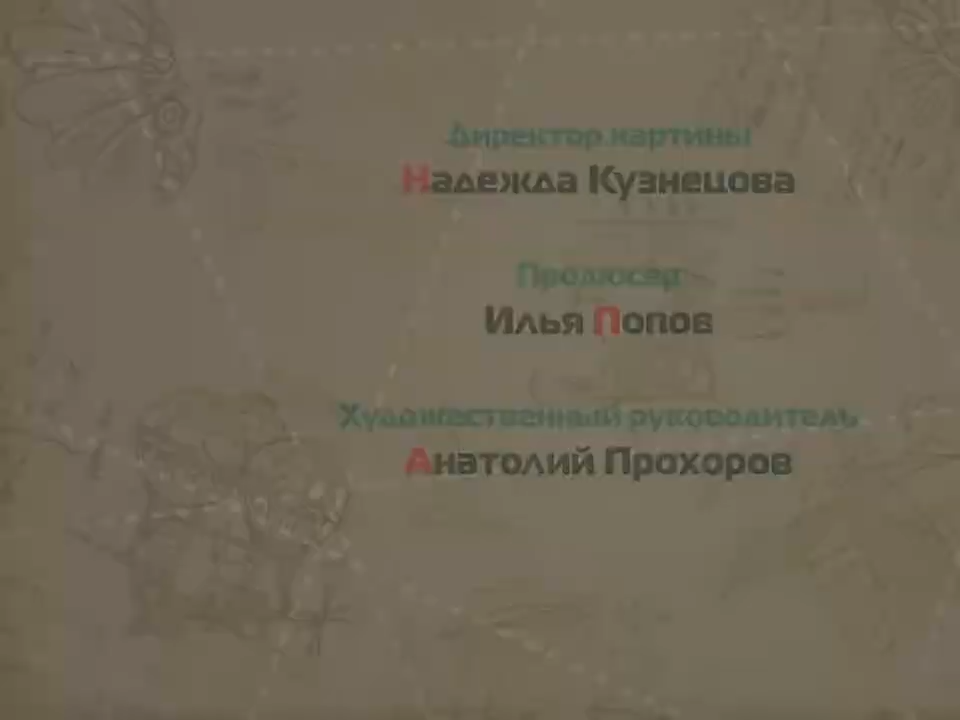 Директор картины
Надежда Кузнецова
Продюсер
Илья Попов
Художественный руководитель
Анатолий Прохоров